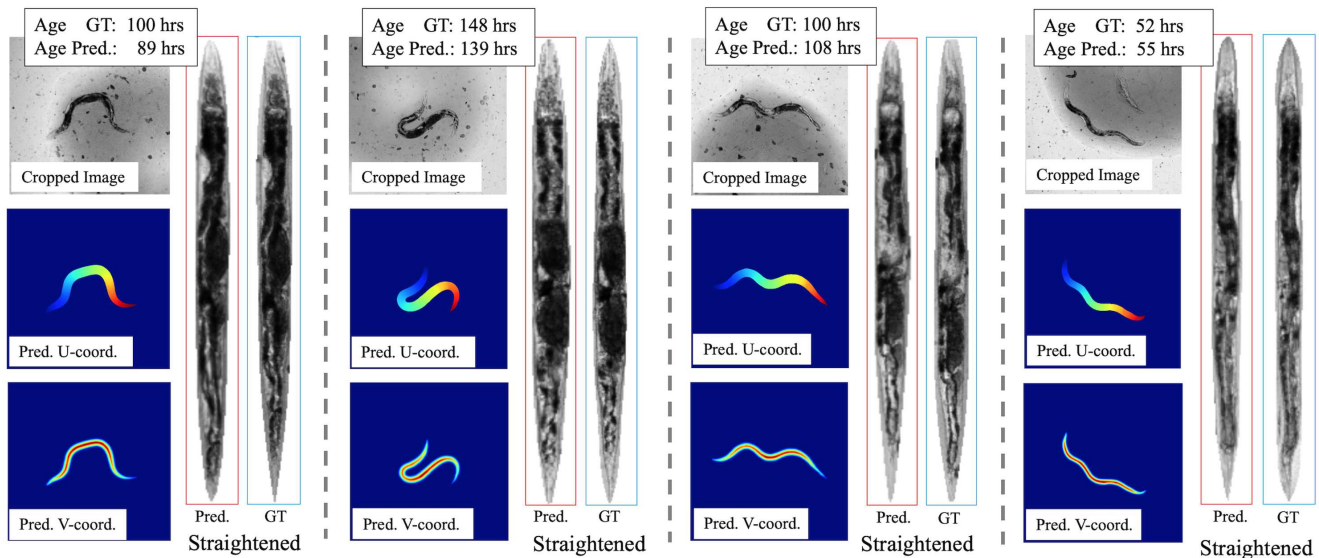 Age GT: 100 hrs
Age Pred.: 89 hrs
Cropped Image
Pred. U-coord.
Pred. V-coord.
Pred.
GT
Straightened
Age GT: 148 hrs
Age Pred.: 139 hrs
Cropped Image
Pred. U-coord.
Pred. V-coord.
Pred.
GT
Straightened
Age GT: 100 hrs
Age Pred.: 108 hrs
Cropped Image
Pred. U-coord.
Pred. V-coord.
Pred.
GT
Straightened
Age GT: 52 hrs
Age Pred.: 55 hrs
Cropped Image
Pred. U-coord.
Pred. V-coord.
Pred.
GT
Straightened